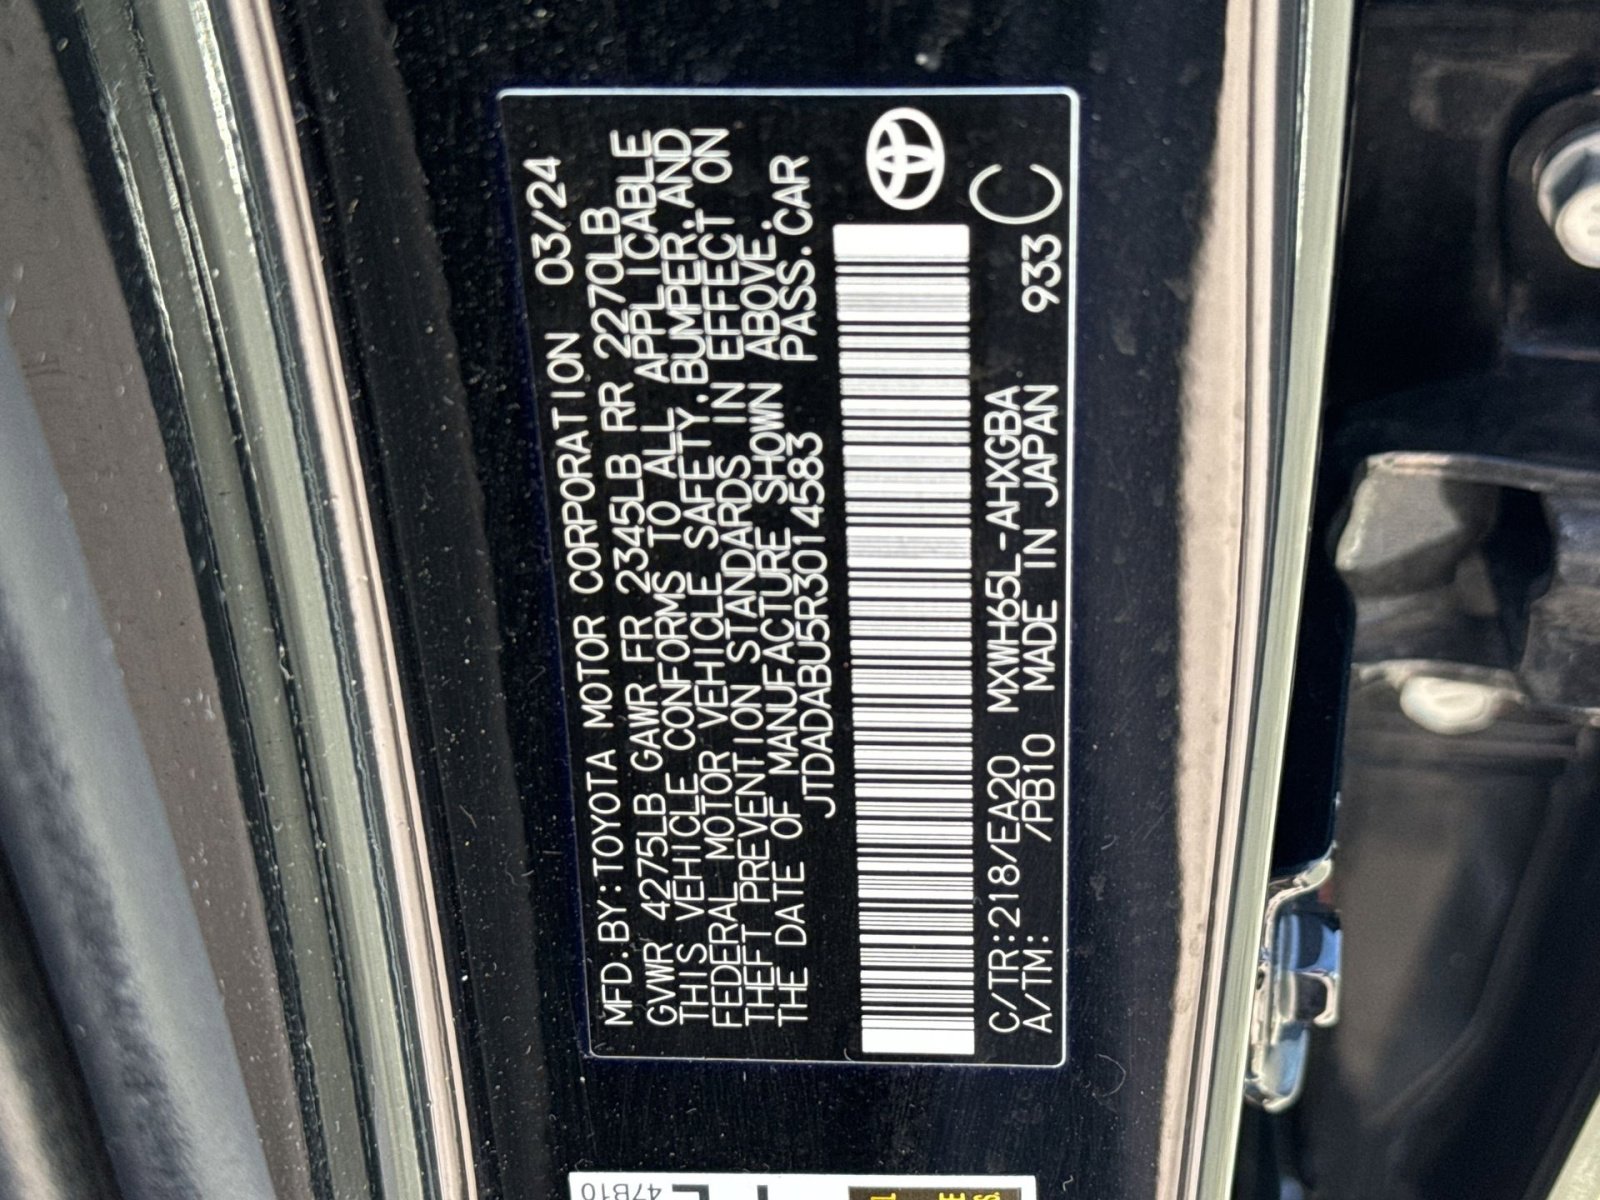 MFD.BY:TOYOTA MOTOR CORPORATION 03/24
GVWR 4275LB GAWR FR 2345LB RR 2270LB
THIS VEHICLE CONFORMS TO ALL APPLICABLE
FEDERAL MOTOR VEHICLE SAFETY,BUMPER,AND
THEFT PREVENTION STANDARDS IN EFFECT ON
THE DATE OF MANUFACTURE SHOWN ABOVE.
JTDADABU5R3014583 PASS.CAR
C/TR:218/EA20 MXWH65L-AHXGBA 933 C
A/TM: /PB10 MADE IN JAPAN
47B10